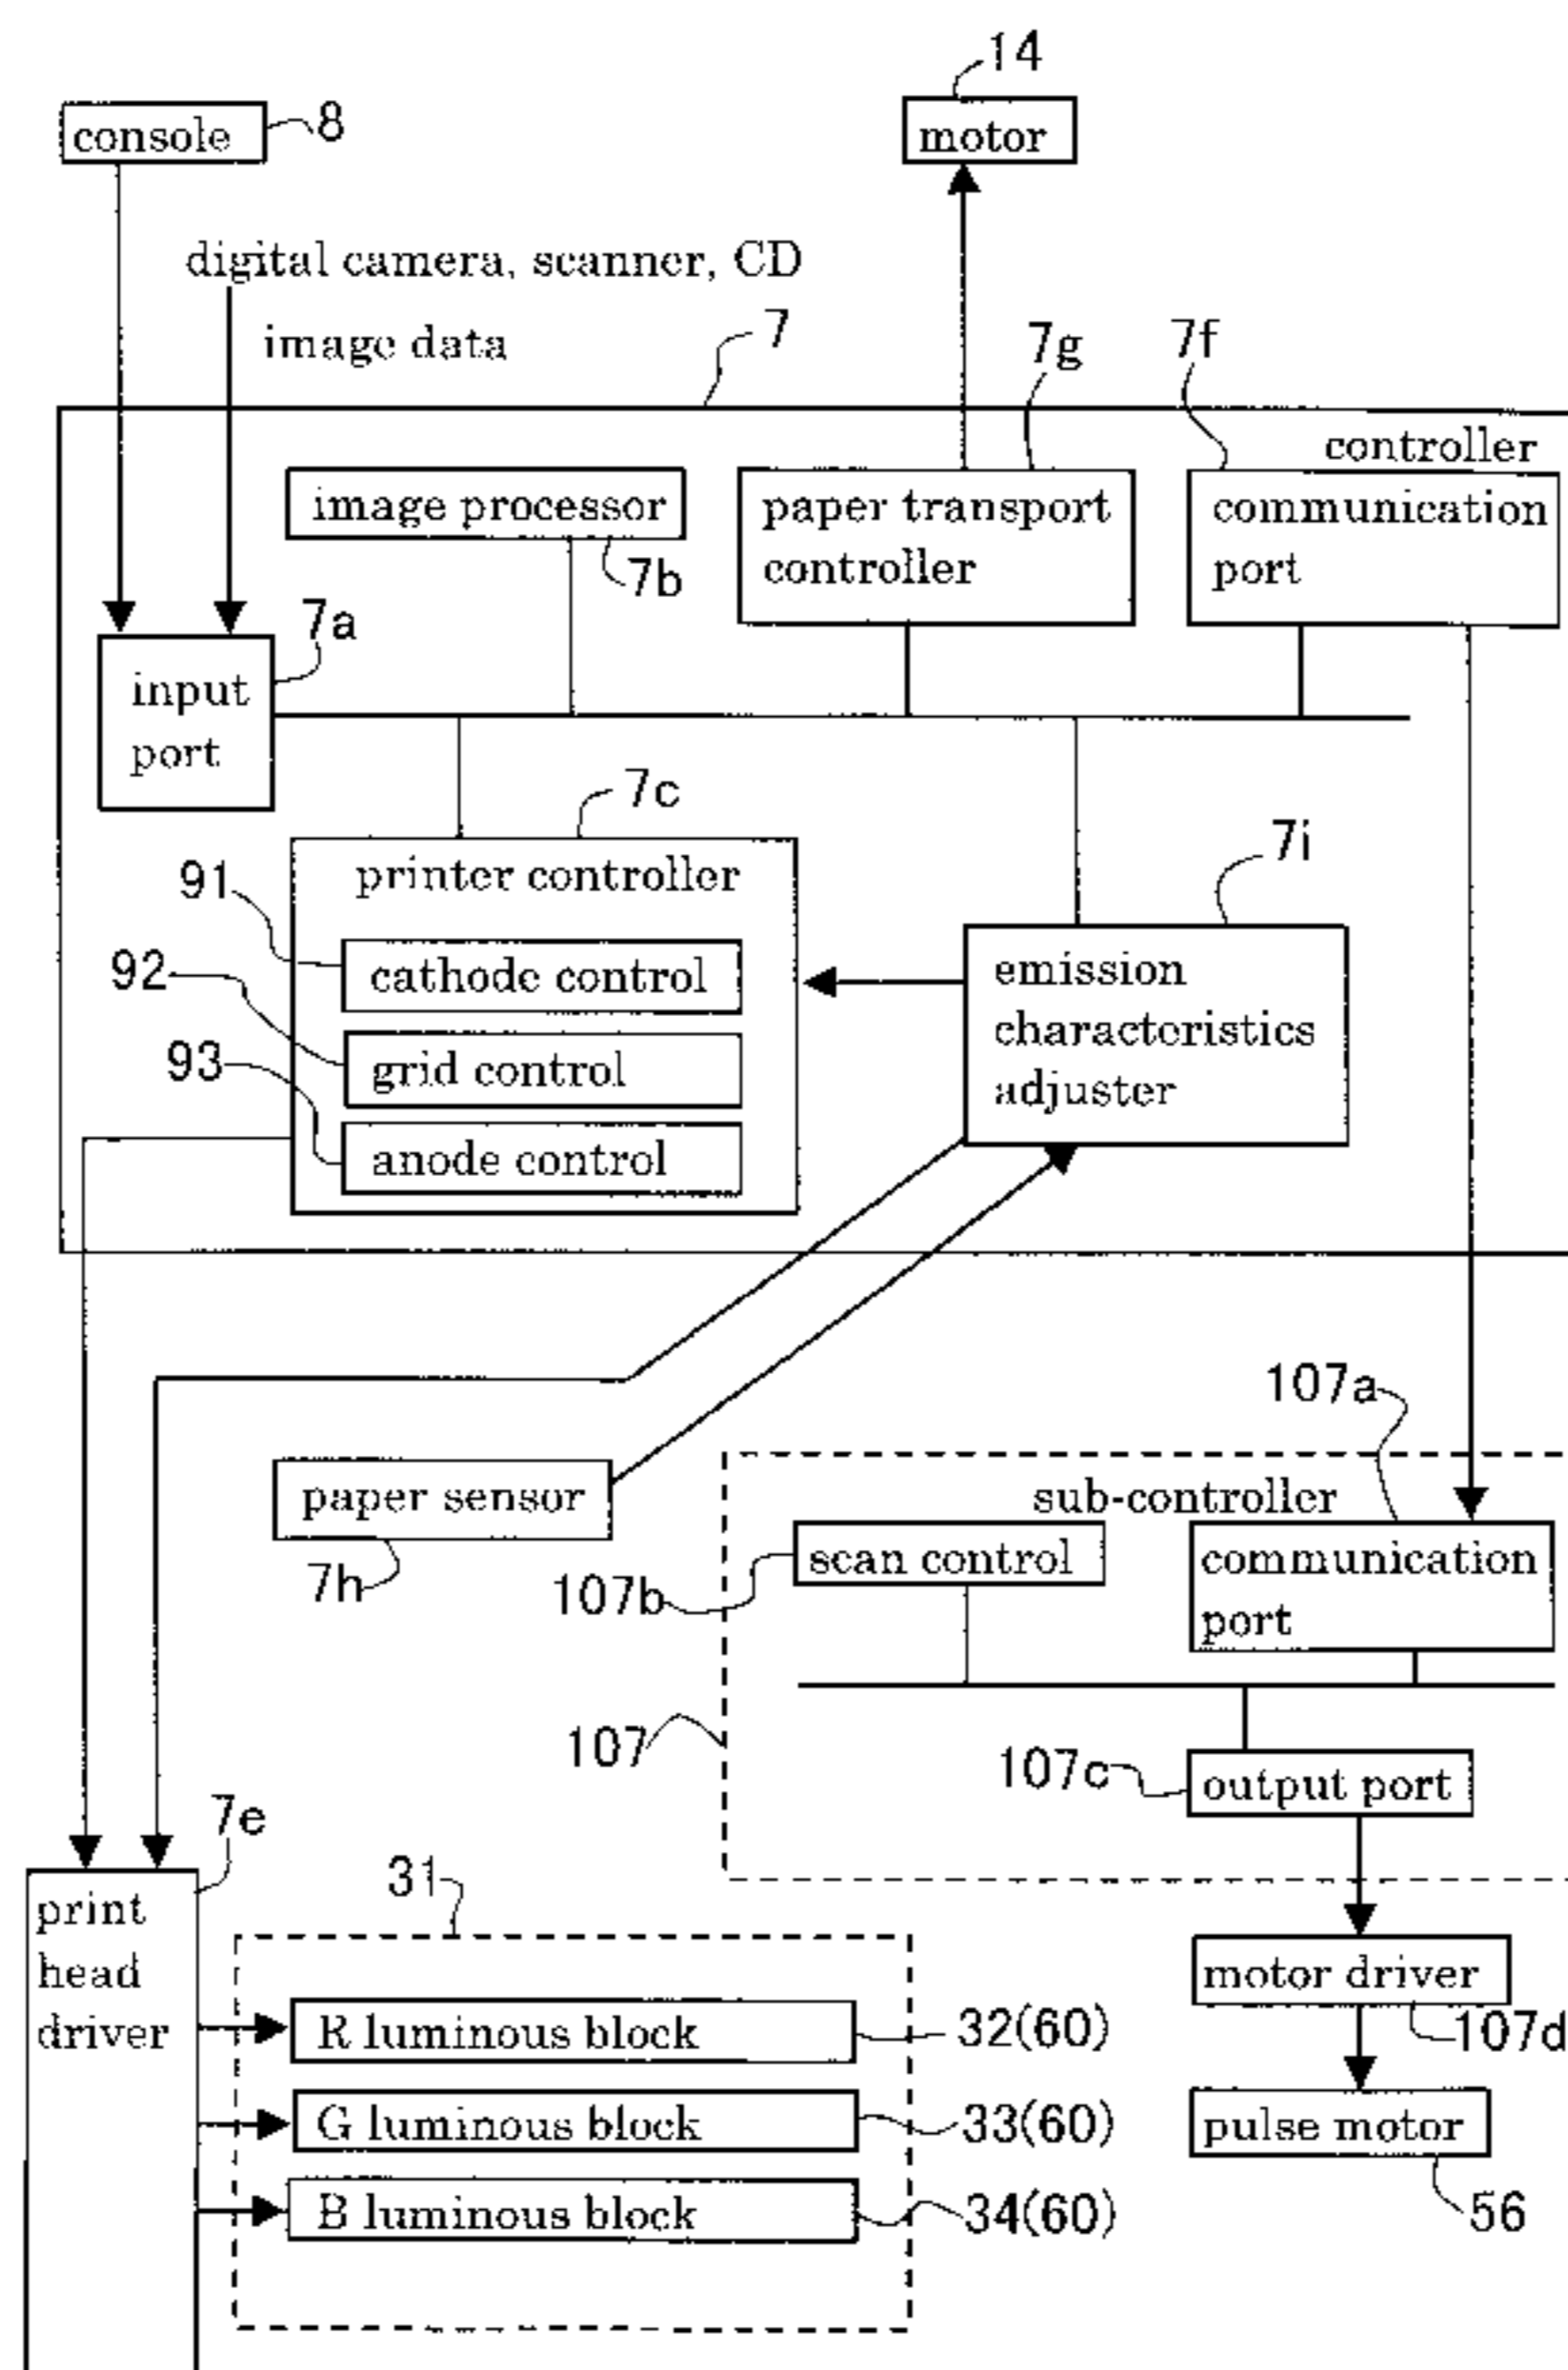 14
console
8
motor
digital camera, scanner, CD
image data
7
7g
7f
controller
image processor
7b
paper transport
controller
communication
port
7a
input
port
7c
printer controller
91
cathode control
92
grid control
93
anode control
7i
emission
characteristics
adjuster
107a
paper sensor
7h
sub-controller
scan control
107b
communication
port
107
107c
output port
7e
print
head
driver
31
R luminous block
32(60)
G luminous block
33(60)
B luminous block
34(60)
motor driver
107d
pulse motor
56